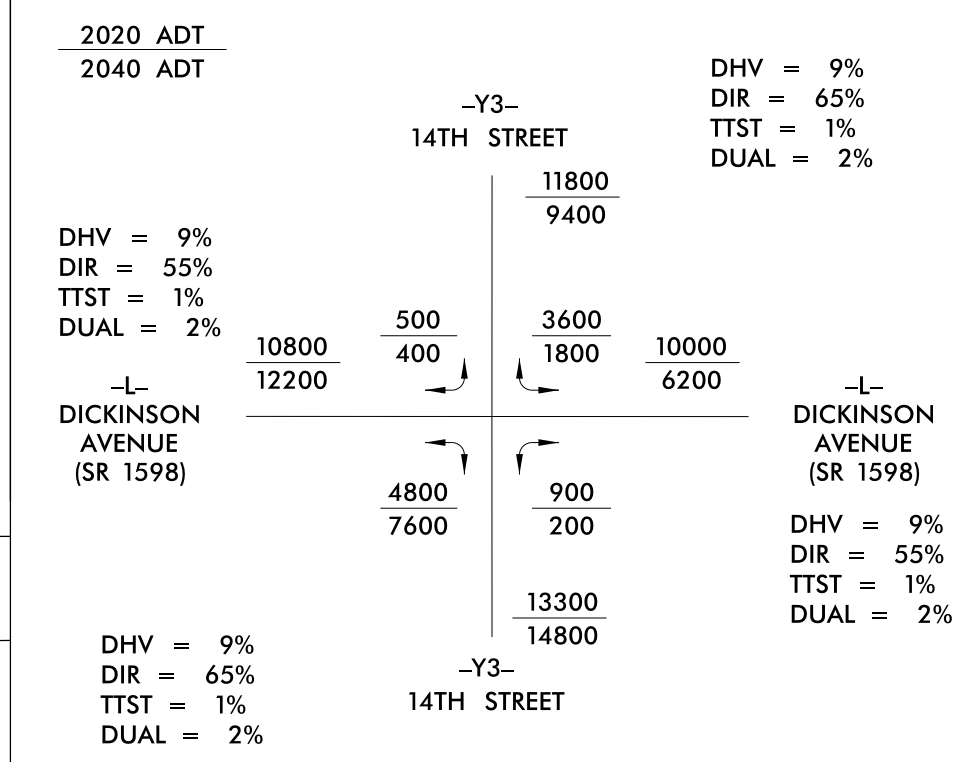 2020 ADT
2040 ADT
DHV = 9%
DIR = 65%
TTST = 1%
DUAL = 2%
–Y3–
14TH STREET
11800
9400
DHV = 9%
DIR = 55%
TTST = 1%
DUAL = 2%
500
400
3600
1800
10800
12200
10000
6200
–L–
DICKINSON
AVENUE
(SR 1598)
–L–
DICKINSON
AVENUE
(SR 1598)
4800
7600
900
200
DHV = 9%
DIR = 55%
TTST = 1%
DUAL = 2%
13300
14800
–Y3–
14TH STREET
DHV = 9%
DIR = 65%
TTST = 1%
DUAL = 2%